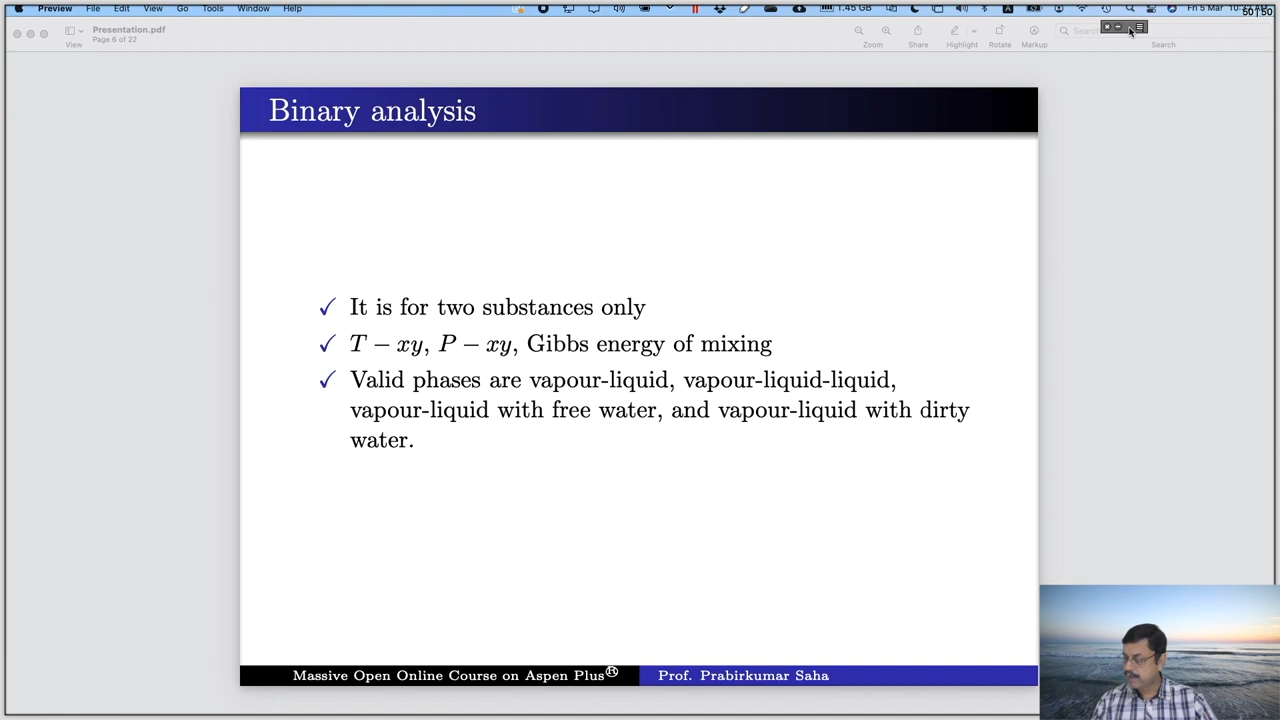 Preview File Edit View Go Tools Window Help
1.45 GB
Fri 5 Mar
50|50
Presentation.pdf
Page 6 of 22
View
Zoom
Share
Highlight
Rotate
Markup
Search
Binary analysis
✓ It is for two substances only
✓ T − xy, P − xy, Gibbs energy of mixing
✓ Valid phases are vapour-liquid, vapour-liquid-liquid,
vapour-liquid with free water, and vapour-liquid with dirty
water.
Massive Open Online Course on Aspen Plus®
Prof. Prabirkumar Saha